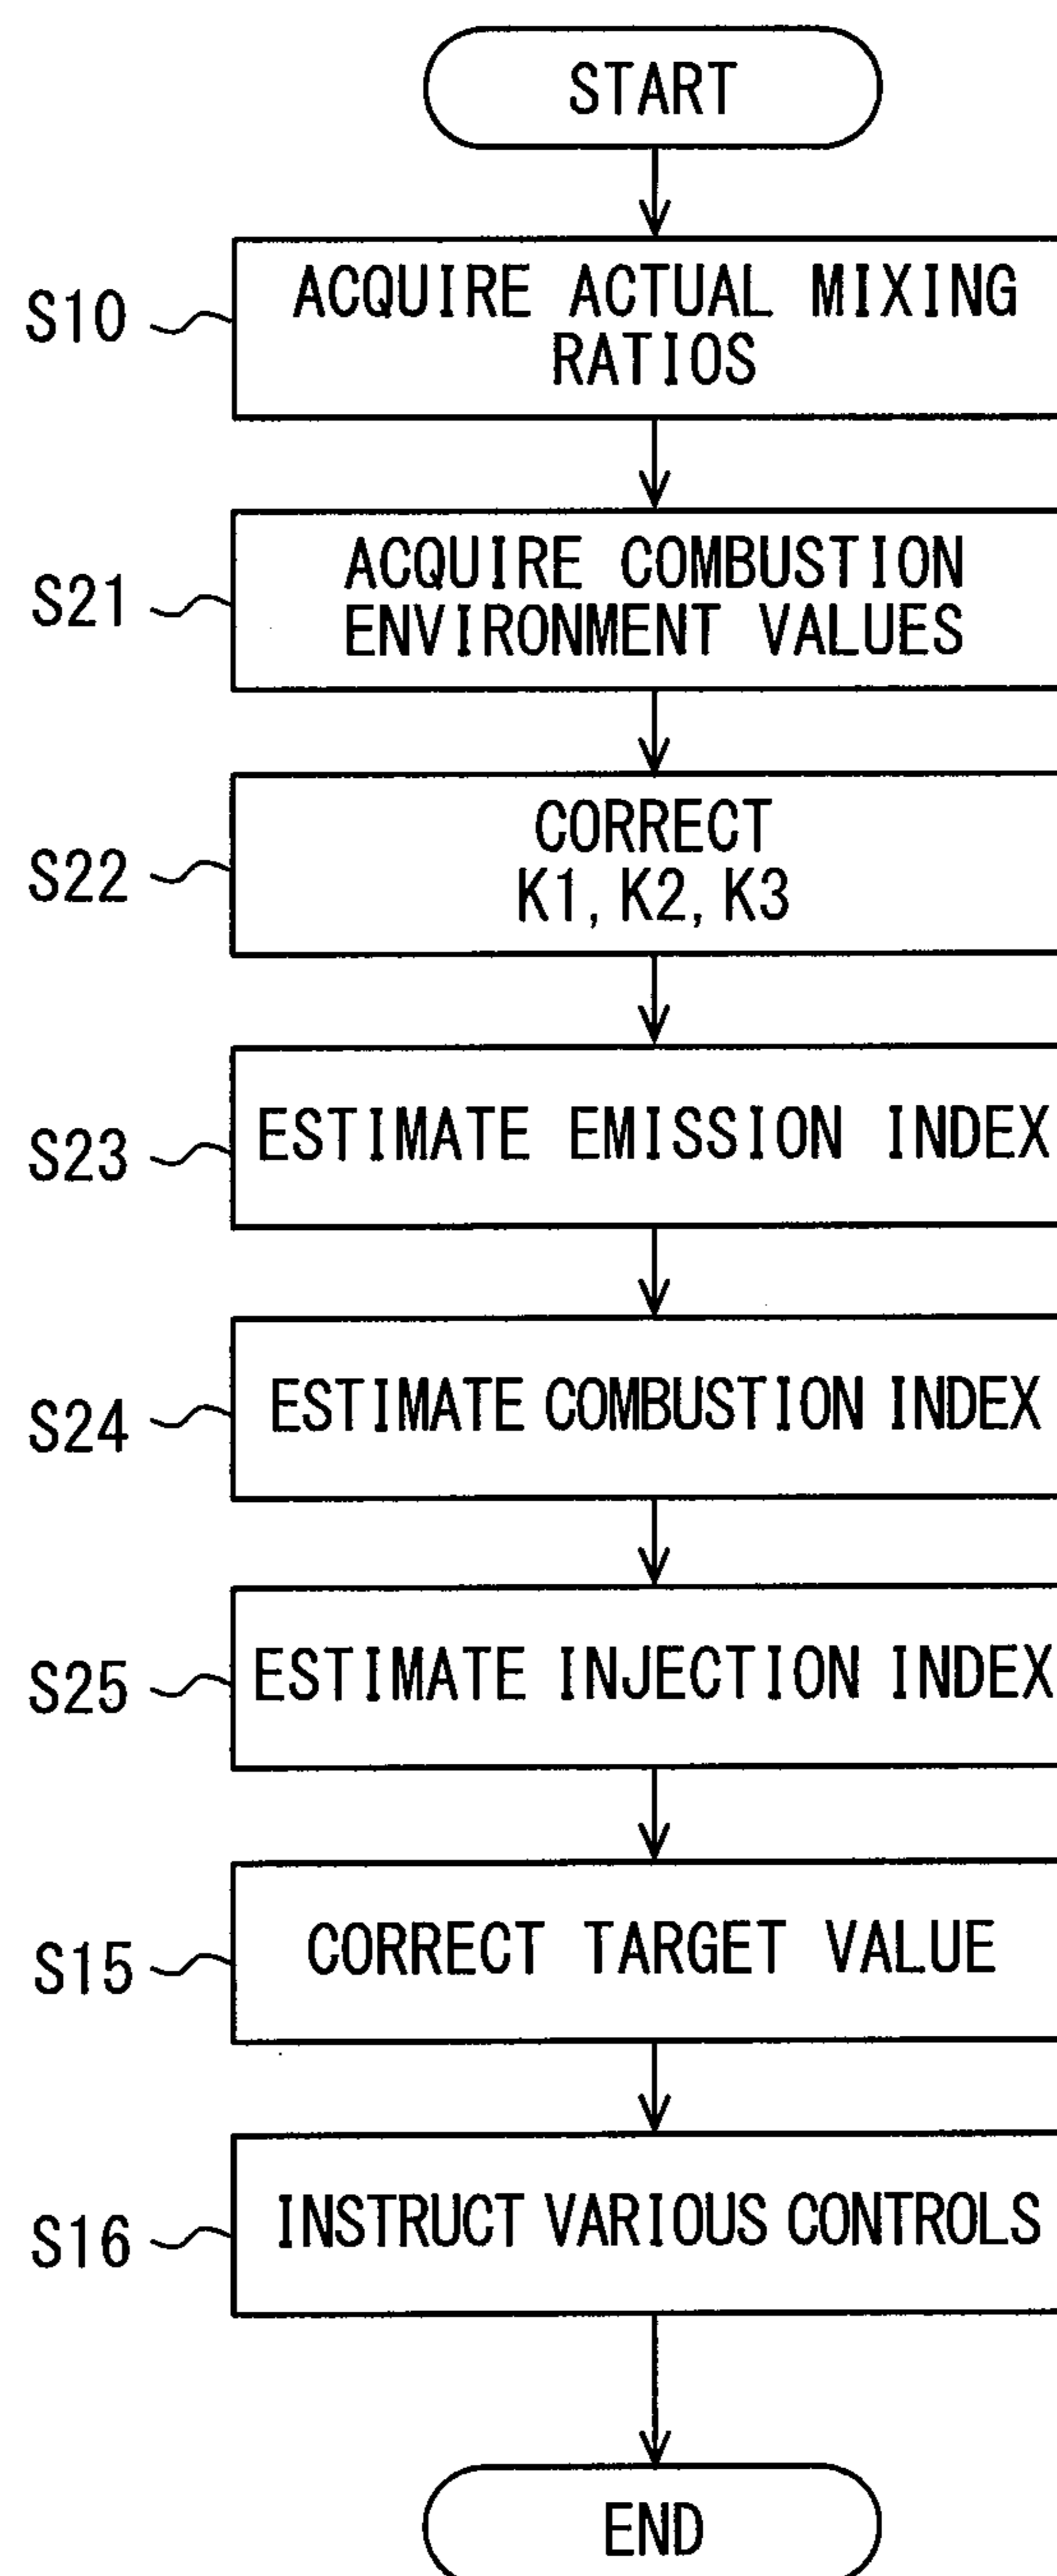 START
S10
ACQUIRE ACTUAL MIXING
RATIOS
S21
ACQUIRE COMBUSTION
ENVIRONMENT VALUES
S22
CORRECT
K1, K2, K3
S23
ESTIMATE EMISSION INDEX
S24
ESTIMATE COMBUSTION INDEX
S25
ESTIMATE INJECTION INDEX
S15
CORRECT TARGET VALUE
S16
INSTRUCT VARIOUS CONTROLS
END